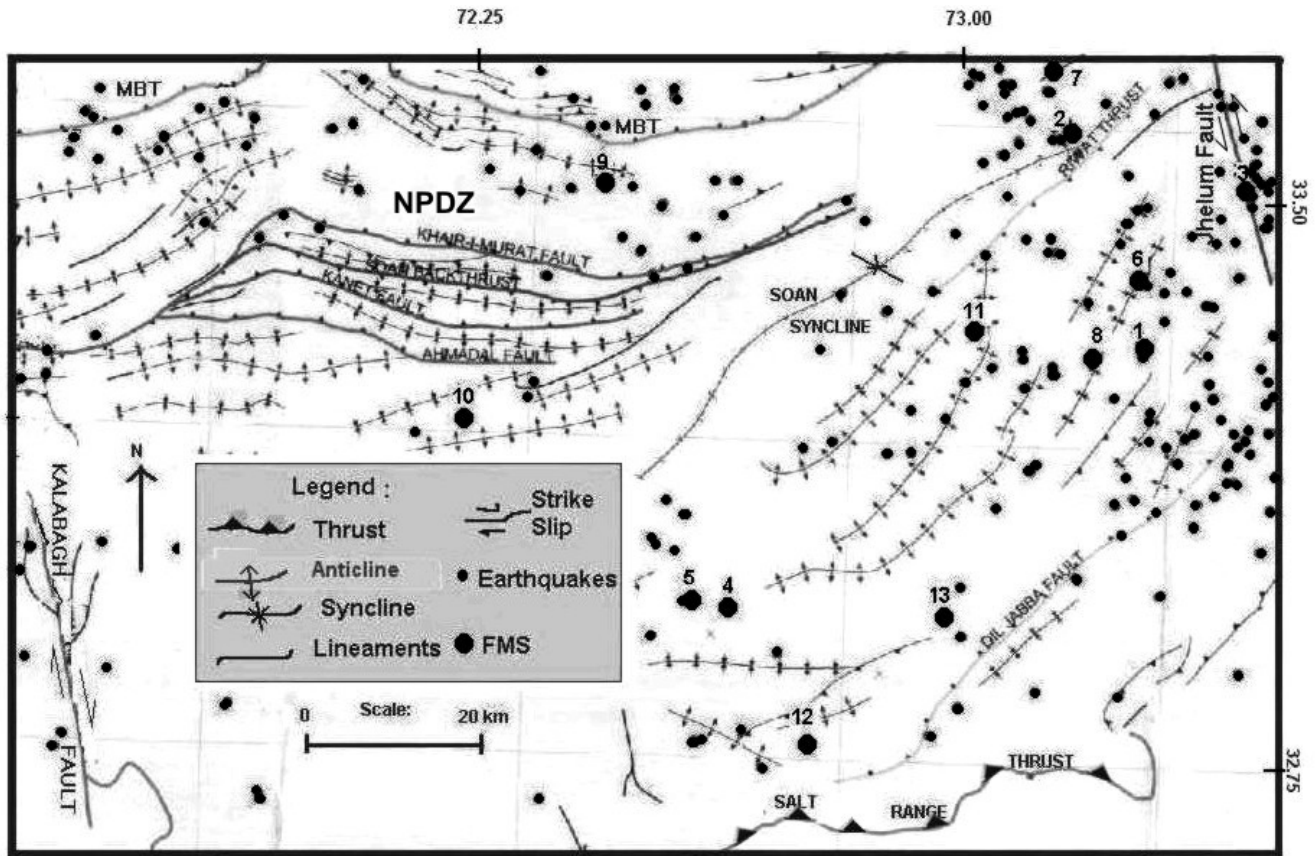 72.25
73.00
MBT
7
2
RIWAT THRUST
MBT
Jhelum Fault
3
9
33.50
NPDZ
KHAIR-I-MURAT FAULT
6
SOAN BACKTHRUST
KANET FAULT
SOAN
SYNCLINE
11
8
1
AHMADAL FAULT
10
N
KALABAGH
FAULT
Legend :
Thrust
Strike
Slip
Anticline
Earthquakes
Syncline
Lineaments
FMS
5
4
13
DIL JABBA FAULT
0
Scale:
20 km
12
32.75
SALT
RANGE
THRUST